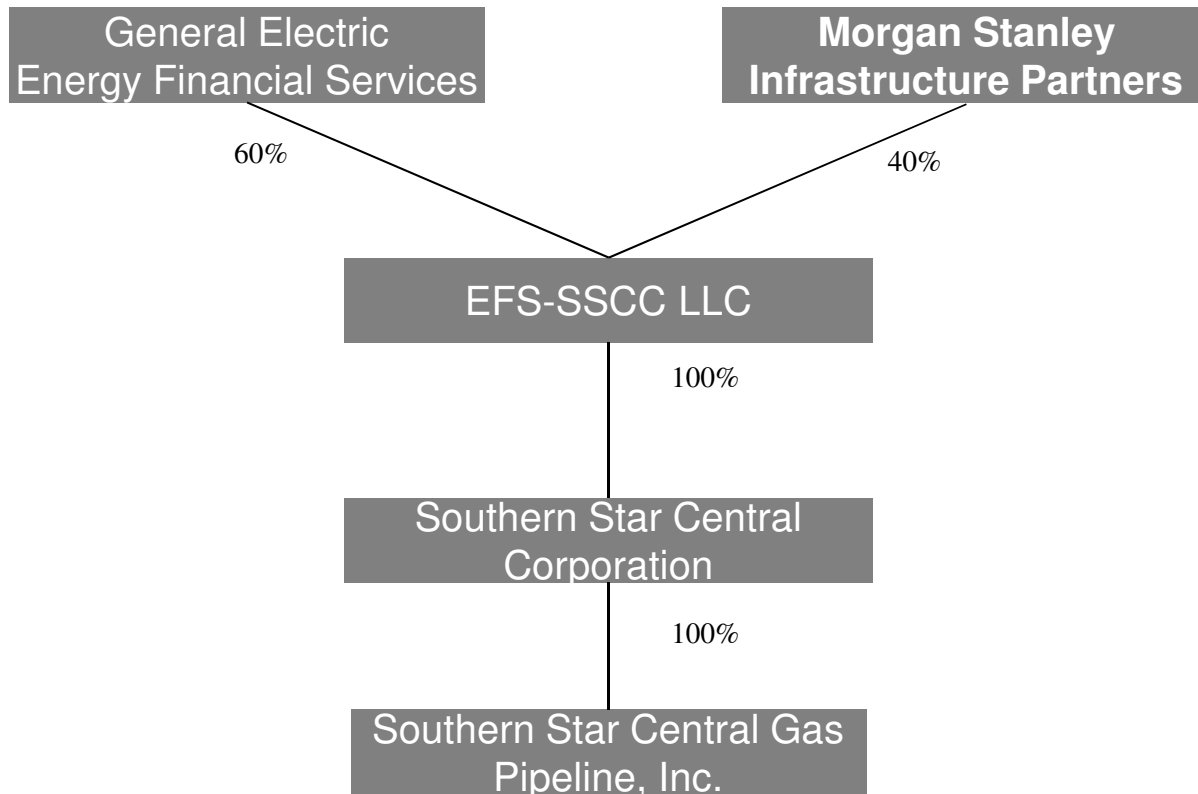 General Electric
Energy Financial Services
Morgan Stanley
Infrastructure Partners
60%
40%
EFS-SSCC LLC
100%
Southern Star Central
Corporation
100%
Southern Star Central Gas
Pipeline, Inc.